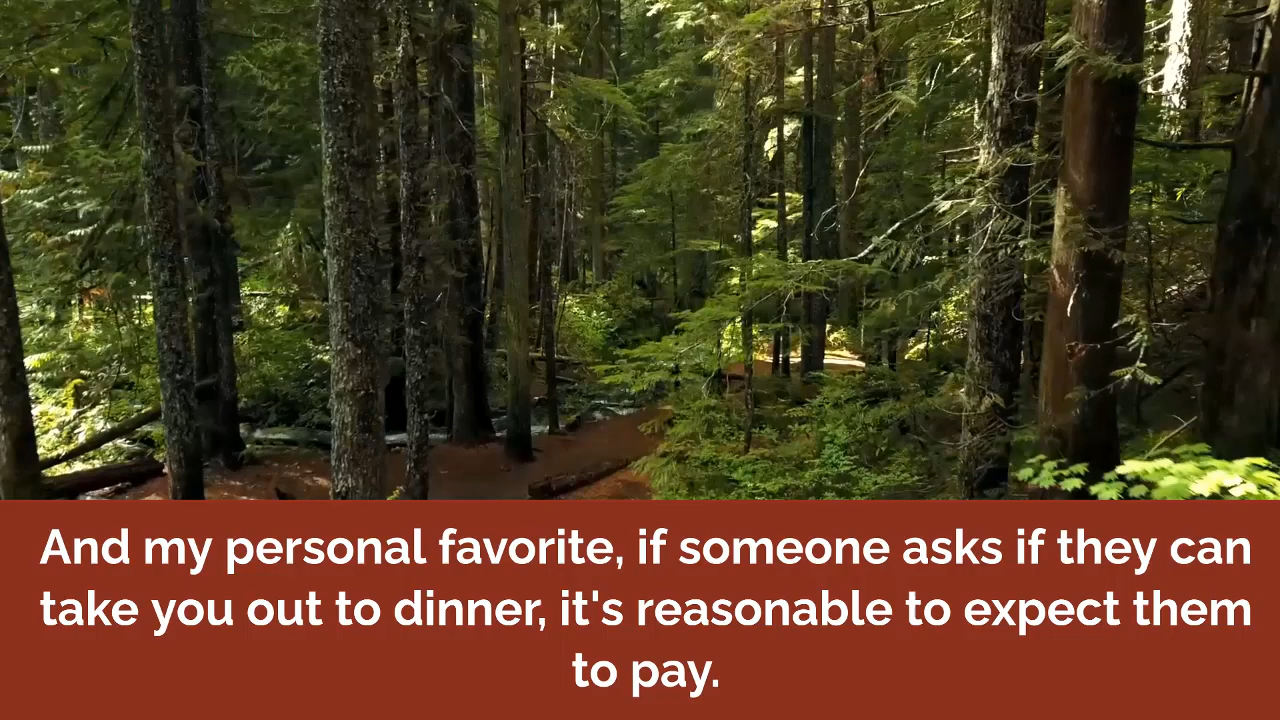 And my personal favorite, if someone asks if they can
take you out to dinner, it's reasonable to expect them
to pay.